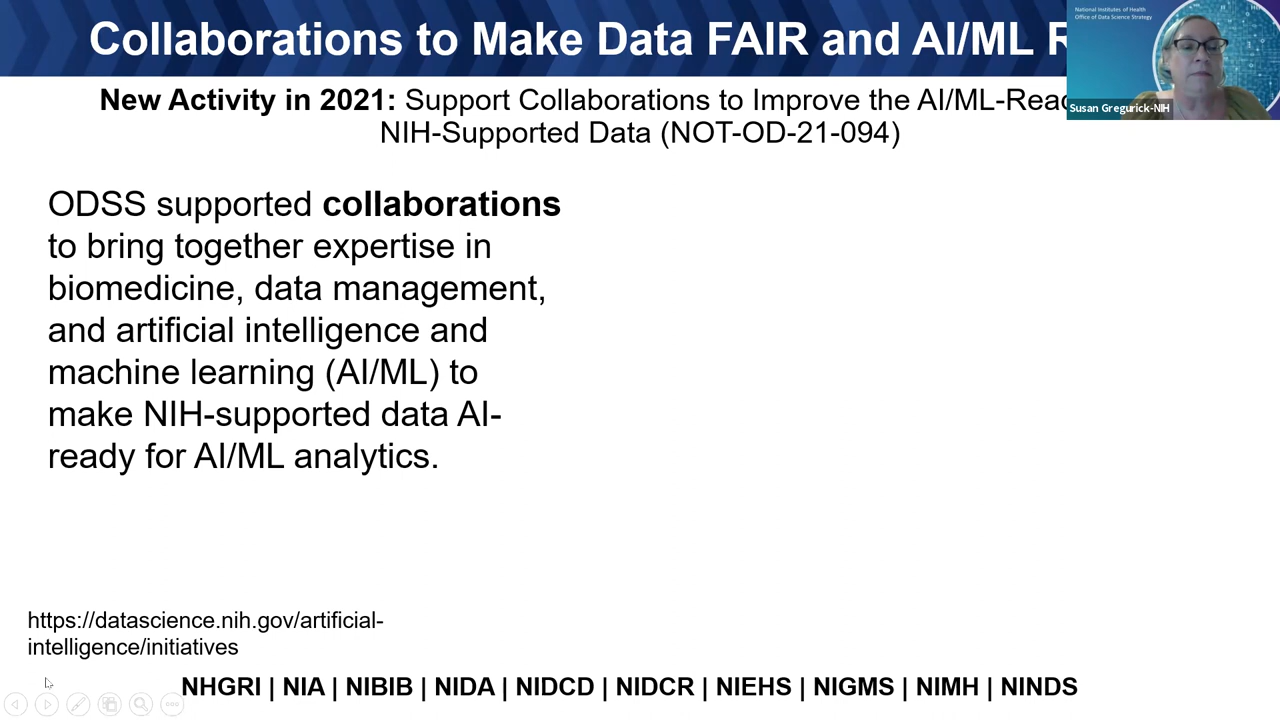 Collaborations to Make Data FAIR and AI/ML R
National Institutes of Health
Office of Data Science Strategy
Susan Gregurick-NIH
New Activity in 2021: Support Collaborations to Improve the AI/ML-Read
NIH-Supported Data (NOT-OD-21-094)
ODSS supported collaborations
to bring together expertise in
biomedicine, data management,
and artificial intelligence and
machine learning (AI/ML) to
make NIH-supported data AI-
ready for AI/ML analytics.
https://datascience.nih.gov/artificial-
intelligence/initiatives
NHGRI | NIA | NIBIB | NIDA | NIDCD | NIDCR | NIEHS | NIGMS | NIMH | NINDS